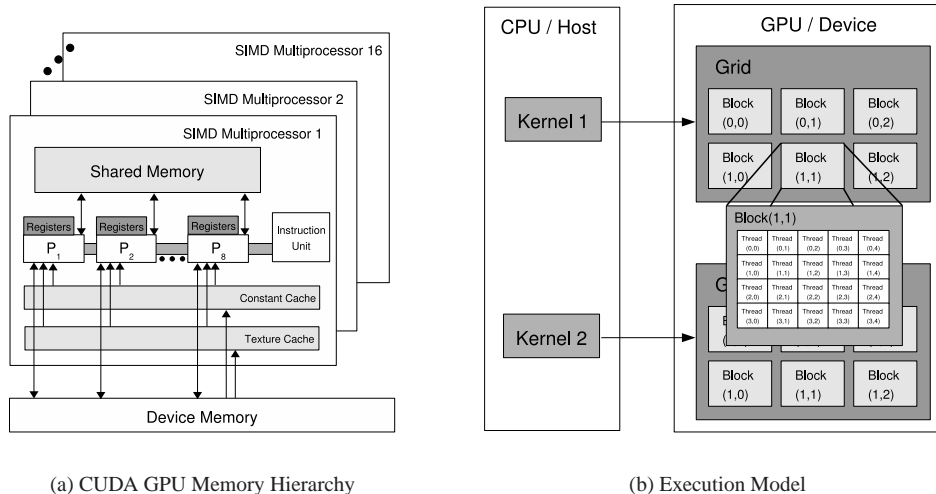 SIMD Multiprocessor 16
SIMD Multiprocessor 2
SIMD Multiprocessor 1
Shared Memory
Registers
Registers
Registers
P1
P2
P8
Instruction
Unit
Constant Cache
Texture Cache
Device Memory
(a) CUDA GPU Memory Hierarchy
CPU / Host
GPU / Device
Kernel 1
Kernel 2
Grid
Block
(0,0)
Block
(0,1)
Block
(0,2)
Block
(1,0)
Block
(1,1)
Block
(1,2)
Block(1,1)
Thread
(0,0)
Thread
(0,1)
Thread
(0,2)
Thread
(0,3)
Thread
(0,4)
Thread
(1,0)
Thread
(1,1)
Thread
(1,2)
Thread
(1,3)
Thread
(1,4)
Thread
(2,0)
Thread
(2,1)
Thread
(2,2)
Thread
(2,3)
Thread
(2,4)
Thread
(3,0)
Thread
(3,1)
Thread
(3,2)
Thread
(3,3)
Thread
(3,4)
Block
(1,0)
Block
(1,1)
Block
(1,2)
(b) Execution Model